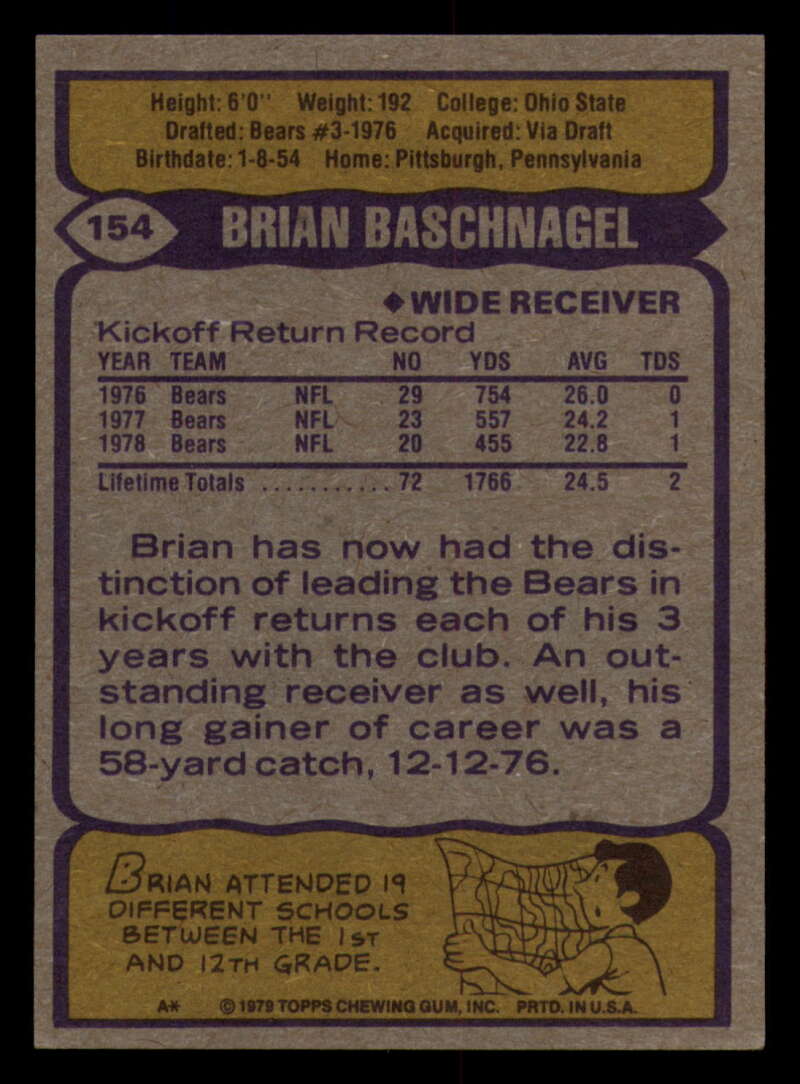 Height: 6'0" Weight: 192 College: Ohio State
Drafted: Bears #3-1976 Acquired: Via Draft
Birthdate: 1-8-54 Home: Pittsburgh, Pennsylvania
154 BRIAN BASCHNAGEL
◆ WIDE RECEIVER
Kickoff Return Record
YEAR TEAM NO YDS AVG TDS
1976 Bears NFL 29 754 26.0 0
1977 Bears NFL 23 557 24.2 1
1978 Bears NFL 20 455 22.8 1
Lifetime Totals ........... 72 1766 24.5 2
Brian has now had the dis-
tinction of leading the Bears in
kickoff returns each of his 3
years with the club. An out-
standing receiver as well, his
long gainer of career was a
58-yard catch, 12-12-76.
BRIAN ATTENDED 19
DIFFERENT SCHOOLS
BETWEEN THE 1ST
AND 12TH GRADE.
A* © 1979 TOPPS CHEWING GUM, INC. PRTD. IN U.S.A.